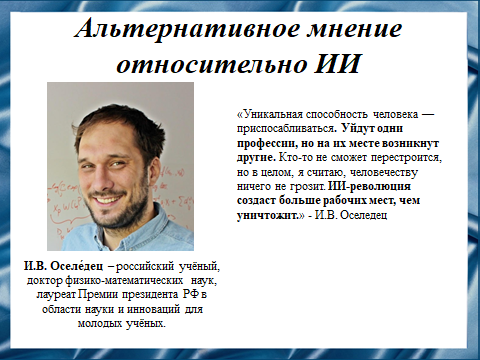 Альтернативное мнение
относительно ИИ
«Уникальная способность человека —
приспосабливаться. Уйдут одни
профессии, но на их месте возникнут
другие. Кто-то не сможет перестроится,
но в целом, я считаю, человечеству
ничего не грозит. ИИ-революция
создаст больше рабочих мест, чем
уничтожит.» - И.В. Оселедец
И.В. Оселе́дец – российский учёный,
доктор физико-математических наук,
лауреат Премии президента РФ в
области науки и инноваций для
молодых учёных.